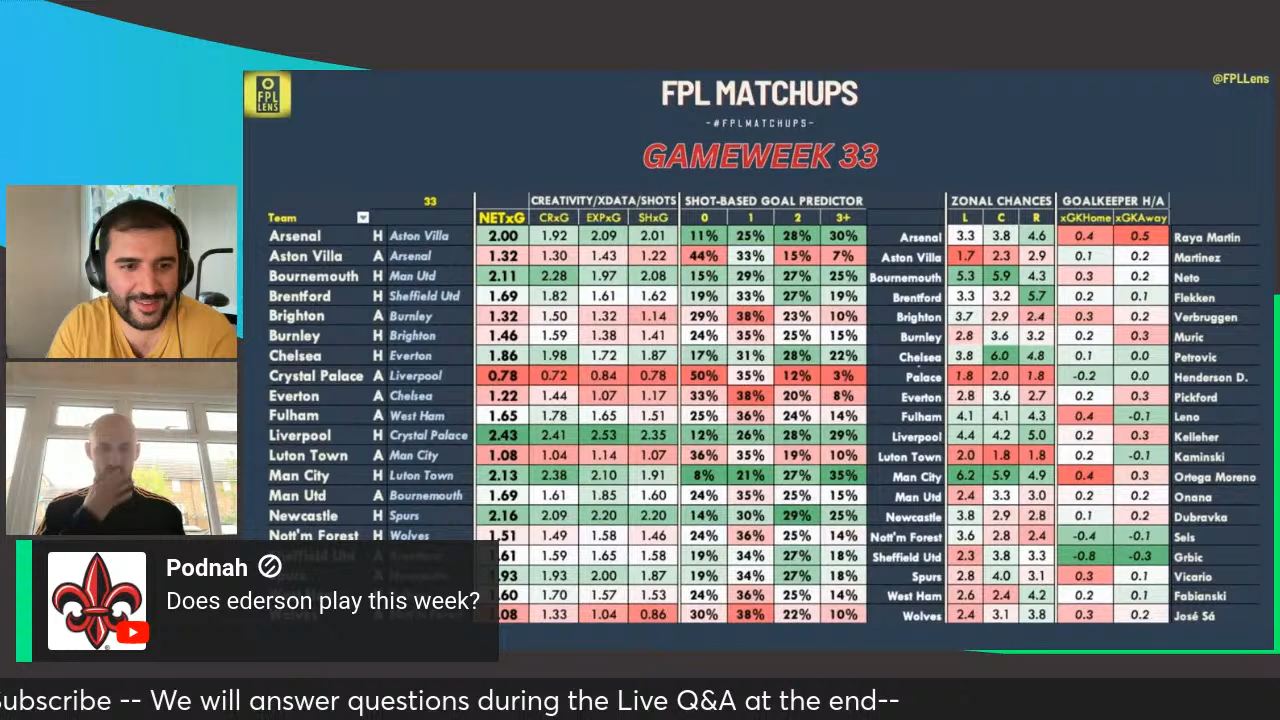 @FPLLens
FPL
LENS
FPL MATCHUPS
-#FPLMATCHUPS-
GAMEWEEK 33
33 CREATIVITY/XDATA/SHOTS SHOT-BASED GOAL PREDICTOR ZONAL CHANCES GOALKEEPER H/A
Team NETxG CRxG EXPxG SHxG 0 1 2 3+ L C R xGKHome xGKAway
Arsenal H Aston Villa 2.00 1.92 2.09 2.01 11% 25% 28% 30% Arsenal 3.3 3.8 4.6 0.4 0.5 Raya Martin
Aston Villa A Arsenal 1.32 1.30 1.43 1.22 44% 33% 15% 7% Aston Villa 1.7 2.3 2.9 0.1 0.2 Martinez
Bournemouth H Man Utd 2.11 2.28 1.97 2.08 15% 29% 27% 25% Bournemouth 5.3 5.9 4.3 0.3 0.2 Neto
Brentford H Sheffield Utd 1.69 1.82 1.61 1.62 19% 33% 27% 19% Brentford 3.3 3.2 5.7 0.2 0.1 Flekken
Brighton A Burnley 1.32 1.50 1.32 1.14 29% 38% 23% 10% Brighton 3.7 2.9 2.4 0.3 0.2 Verbruggen
Burnley H Brighton 1.46 1.59 1.38 1.41 24% 35% 25% 15% Burnley 2.8 3.6 3.2 0.2 0.3 Muric
Chelsea H Everton 1.86 1.98 1.72 1.87 17% 31% 28% 22% Chelsea 3.8 6.0 4.8 0.1 0.0 Petrovic
Crystal Palace A Liverpool 0.78 0.72 0.84 0.78 50% 35% 12% 3% Palace 1.8 2.0 1.8 -0.2 0.0 Henderson D.
Everton A Chelsea 1.22 1.44 1.07 1.17 33% 38% 20% 8% Everton 2.8 3.6 2.7 0.2 0.3 Pickford
Fulham A West Ham 1.65 1.78 1.65 1.51 25% 36% 24% 14% Fulham 4.1 4.1 4.3 0.4 -0.1 Leno
Liverpool H Crystal Palace 2.43 2.41 2.53 2.35 12% 26% 28% 29% Liverpool 4.4 4.2 5.0 0.2 0.3 Kelleher
Luton Town A Man City 1.08 1.04 1.14 1.07 36% 35% 19% 10% Luton Town 2.0 1.8 1.8 0.2 -0.1 Kaminski
Man City H Luton Town 2.13 2.38 2.10 1.91 8% 21% 27% 35% Man City 6.2 5.9 4.9 0.4 0.3 Ortega Moreno
Man Utd A Bournemouth 1.69 1.61 1.85 1.60 24% 35% 25% 15% Man Utd 2.4 3.3 3.0 0.2 0.2 Onana
Newcastle H Spurs 2.16 2.09 2.20 2.20 14% 30% 29% 25% Newcastle 3.8 2.9 2.8 0.1 0.2 Dubravka
Nott'm Forest H Wolves 1.51 1.49 1.58 1.46 24% 36% 25% 14% Nott'm Forest 3.6 2.8 2.4 -0.4 -0.1 Sels
Sheffield Utd A .61 1.59 1.65 1.58 19% 34% 27% 18% Sheffield Utd 2.3 3.8 3.3 -0.8 -0.3 Grbic
.93 1.93 2.00 1.87 19% 34% 27% 18% Spurs 2.8 4.0 3.1 0.3 0.1 Vicario
.60 1.70 1.57 1.53 24% 36% 25% 14% West Ham 2.6 2.4 4.2 0.2 0.1 Fabianski
.08 1.33 1.04 0.86 30% 38% 22% 10% Wolves 2.4 3.1 3.8 0.3 0.2 José Sá
Podnah
Does ederson play this week?
Subscribe -- We will answer questions during the Live Q&A at the end--